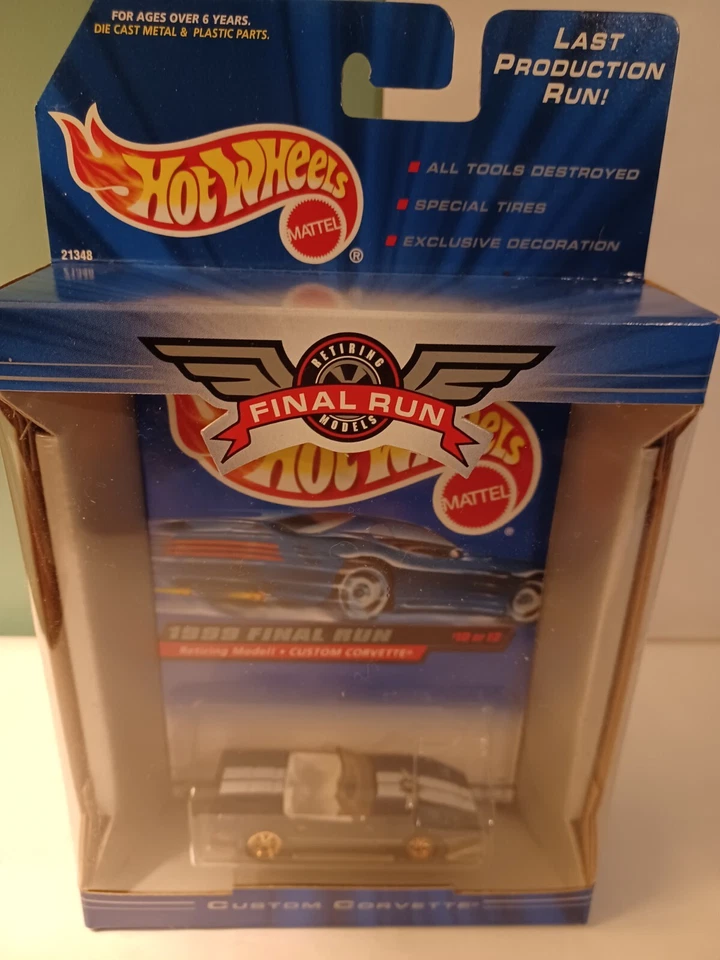 FOR AGES OVER 6 YEARS.
DIE CAST METAL & PLASTIC PARTS.
LAST
PRODUCTION
RUN!
HOT WHEELS
MATTEL
®
ALL TOOLS DESTROYED
SPECIAL TIRES
EXCLUSIVE DECORATION
21348
RETIRING
FINAL RUN
MODELS
HOT WHEELS
MATTEL
1999 FINAL RUN
Retiring Model! • CUSTOM CORVETTE
CUSTOM CORVETTE